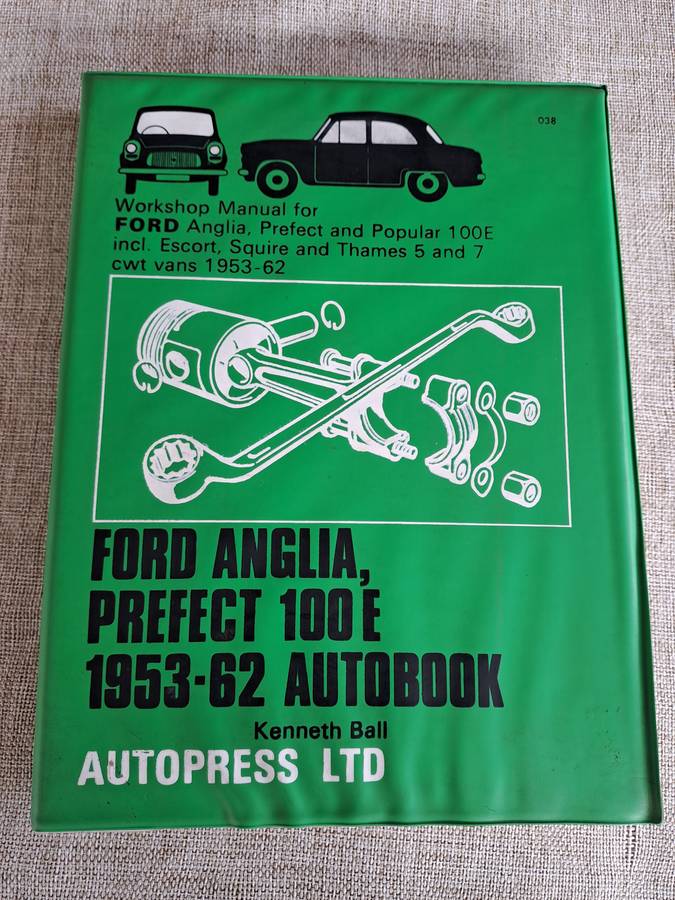 038
Workshop Manual for
FORD Anglia, Prefect and Popular 100E
incl. Escort, Squire and Thames 5 and 7
cwt vans 1953-62
FORD ANGLIA,
PREFECT 100E
1953-62 AUTOBOOK
Kenneth Ball
AUTOPRESS LTD